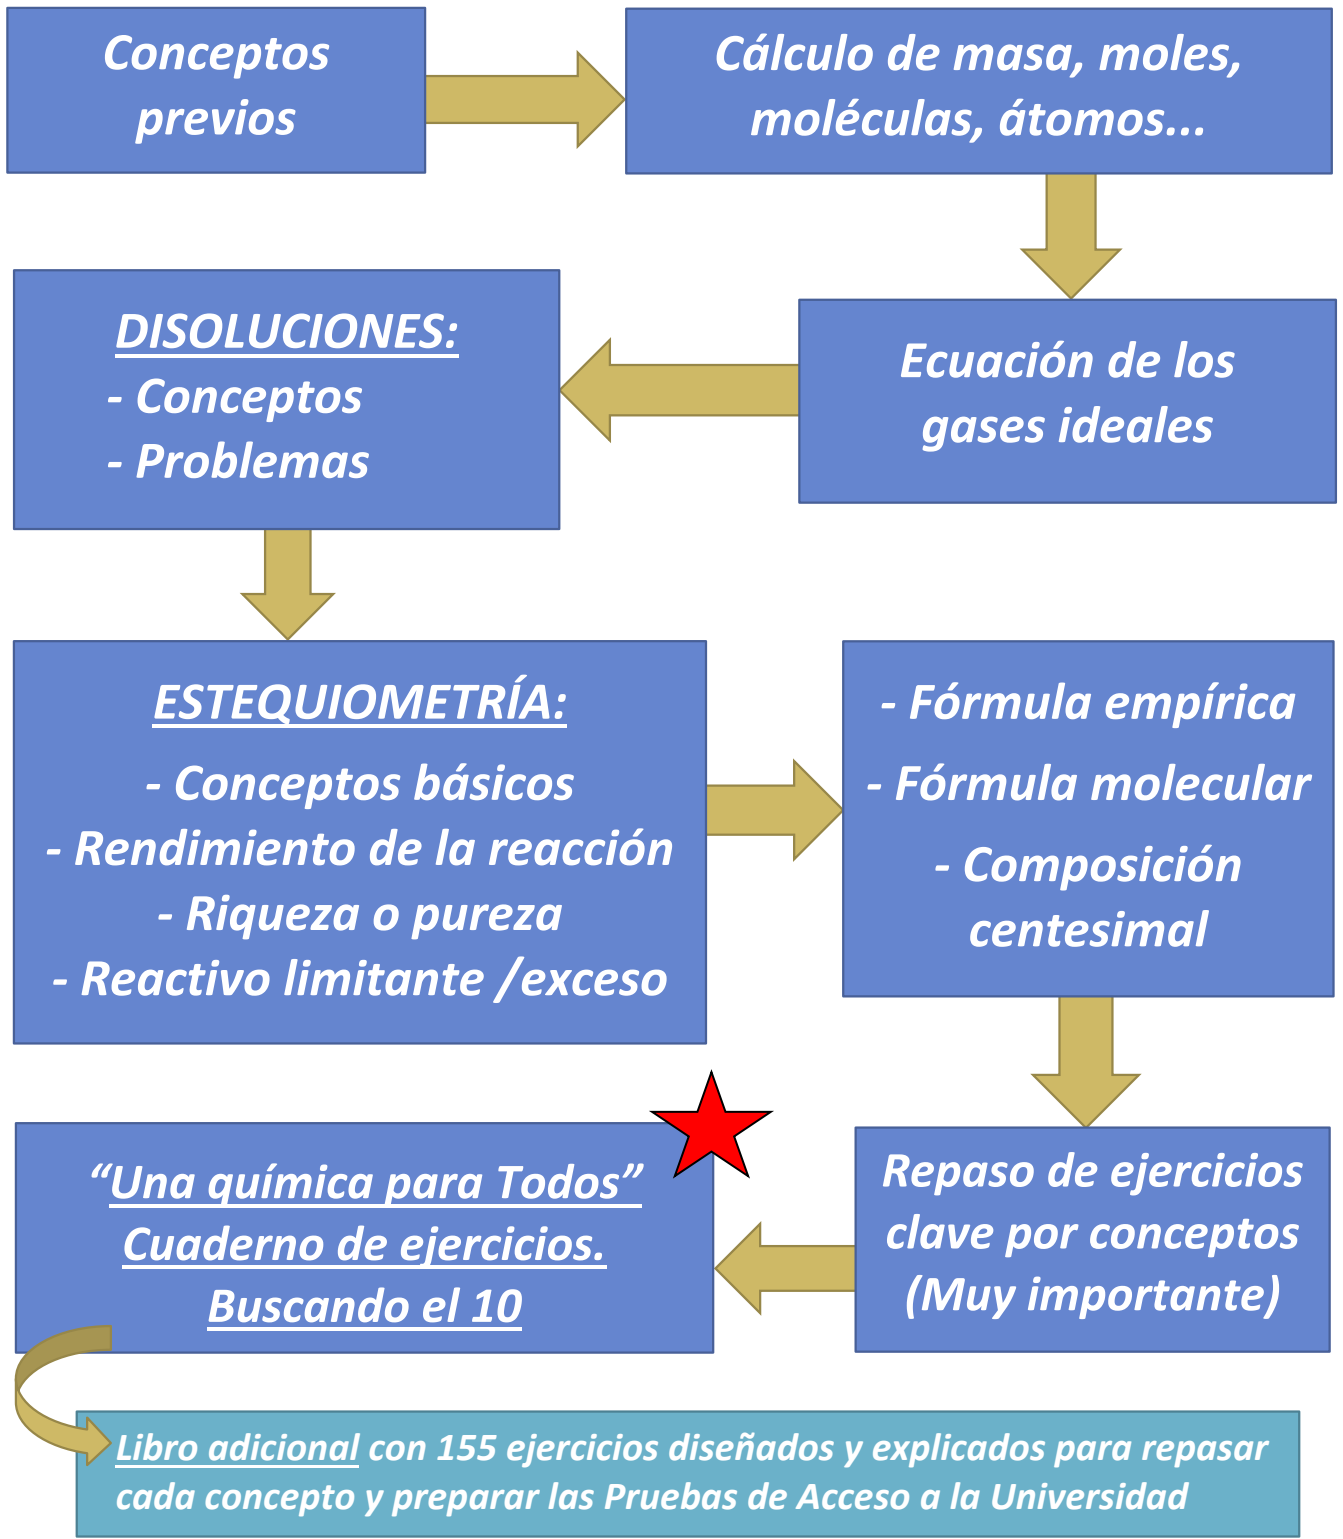 Conceptos
previos
Cálculo de masa, moles,
moléculas, átomos...
Ecuación de los
gases ideales
DISOLUCIONES:
- Conceptos
- Problemas
ESTEQUIOMETRÍA:
- Conceptos básicos
- Rendimiento de la reacción
- Riqueza o pureza
- Reactivo limitante /exceso
- Fórmula empírica
- Fórmula molecular
- Composición
centesimal
Repaso de ejercicios
clave por conceptos
(Muy importante)
“Una química para Todos”
Cuaderno de ejercicios.
Buscando el 10
Libro adicional con 155 ejercicios diseñados y explicados para repasar
cada concepto y preparar las Pruebas de Acceso a la Universidad